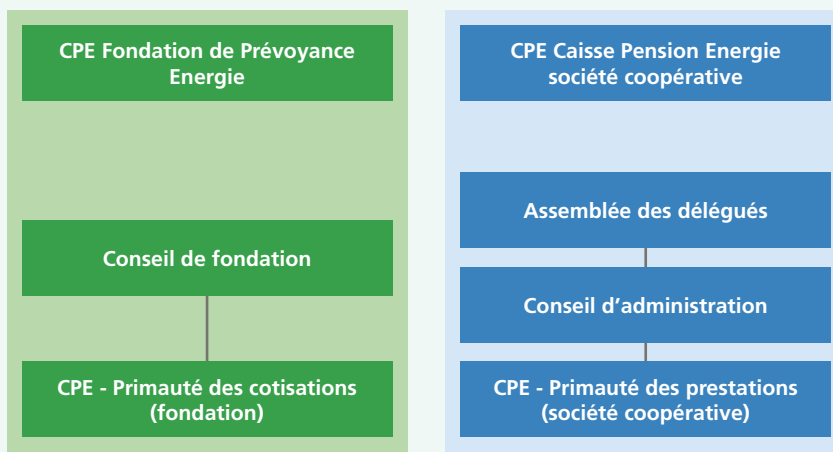 CPE Fondation de Prévoyance
Energie
Conseil de fondation
CPE - Primauté des cotisations
(fondation)
CPE Caisse Pension Energie
société coopérative
Assemblée des délégués
Conseil d’administration
CPE - Primauté des prestations
(société coopérative)